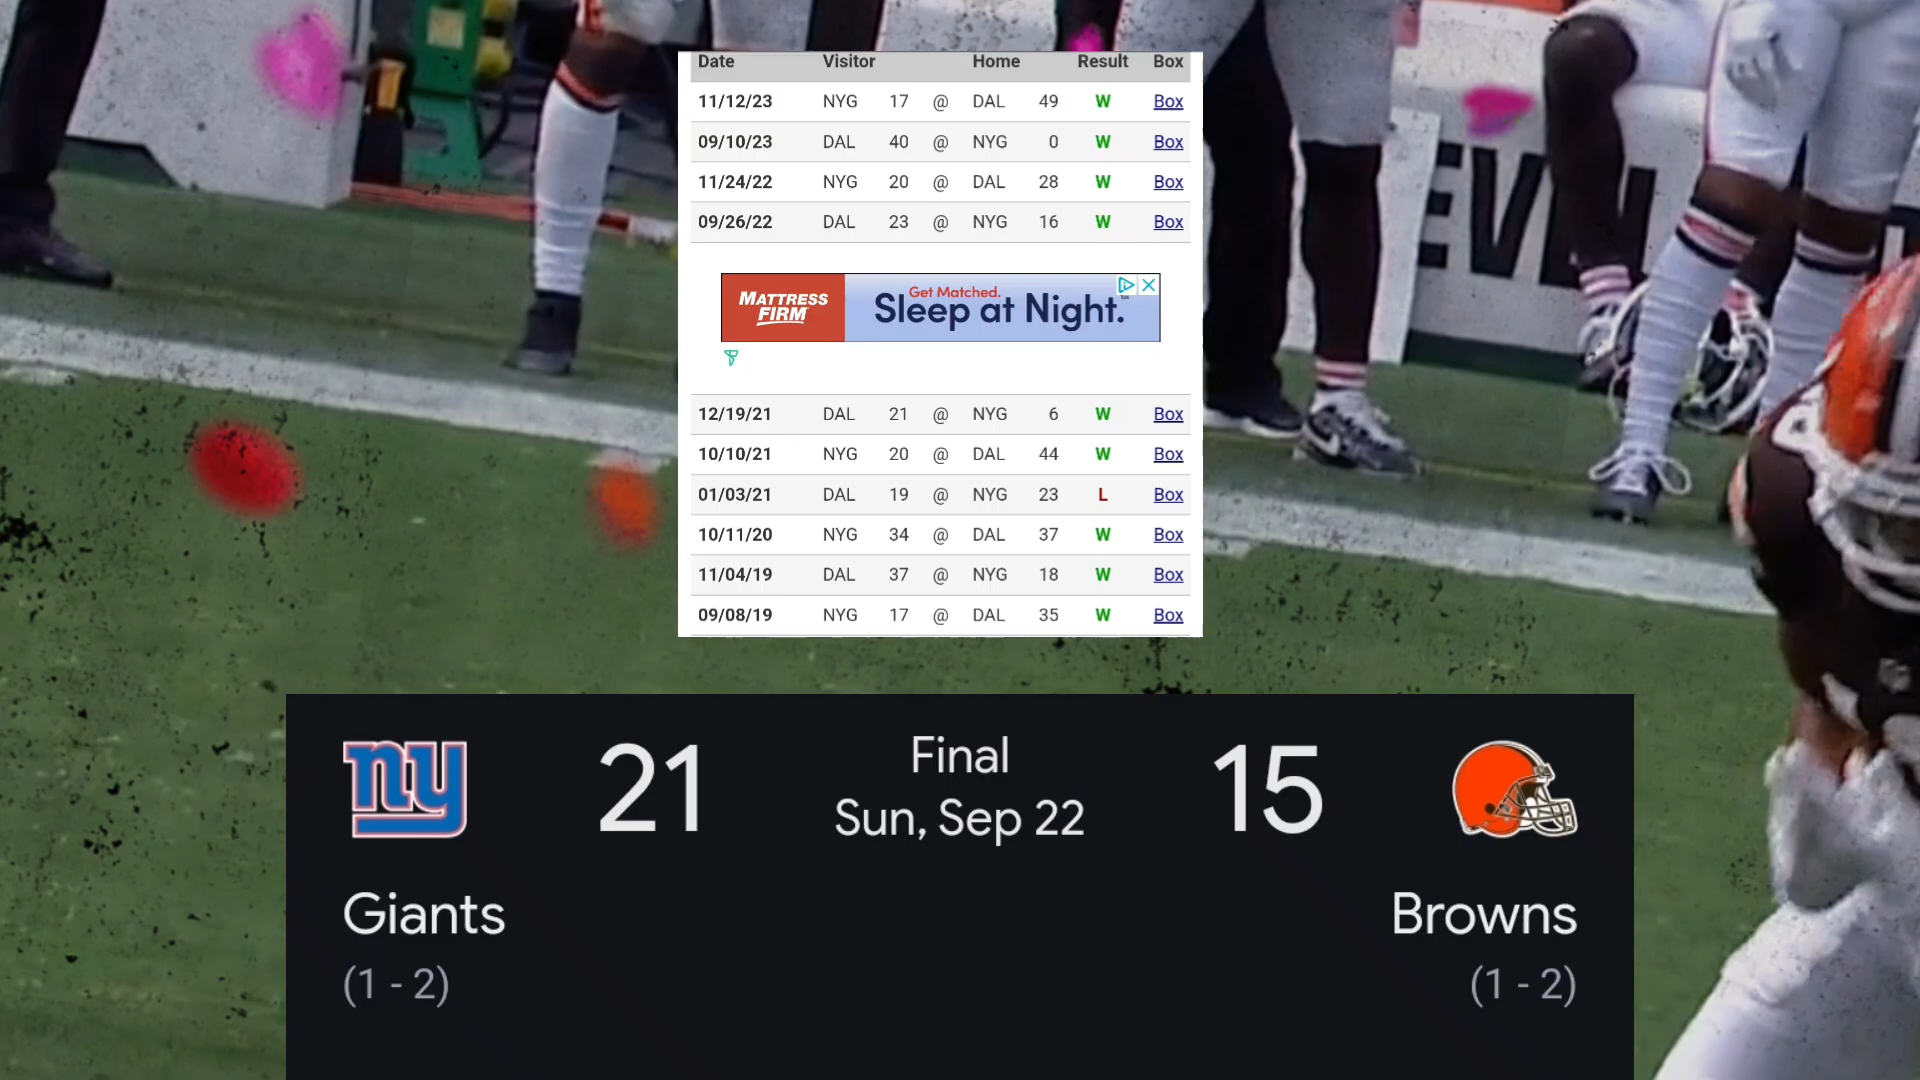 Date Visitor Home Result Box
11/12/23 NYG 17 @ DAL 49 W Box
09/10/23 DAL 40 @ NYG 0 W Box
11/24/22 NYG 20 @ DAL 28 W Box
09/26/22 DAL 23 @ NYG 16 W Box
MATTRESS
FIRM
Get Matched.
Sleep at Night.™
12/19/21 DAL 21 @ NYG 6 W Box
10/10/21 NYG 20 @ DAL 44 W Box
01/03/21 DAL 19 @ NYG 23 L Box
10/11/20 NYG 34 @ DAL 37 W Box
11/04/19 DAL 37 @ NYG 18 W Box
09/08/19 NYG 17 @ DAL 35 W Box
EV
ny 21 Final 15
Sun, Sep 22
Giants Browns
(1 - 2) (1 - 2)